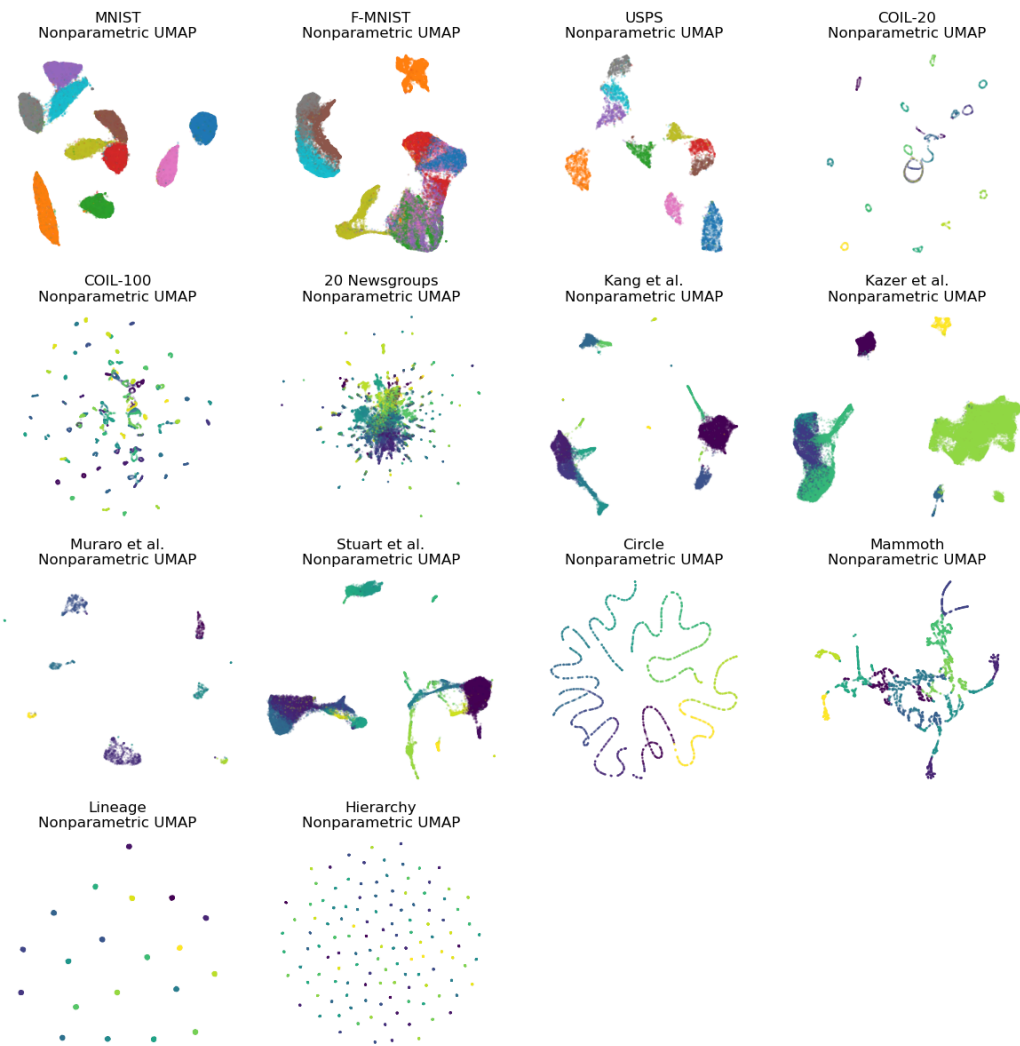 MNIST
Nonparametric UMAP
F-MNIST
Nonparametric UMAP
USPS
Nonparametric UMAP
COIL-20
Nonparametric UMAP
COIL-100
Nonparametric UMAP
20 Newsgroups
Nonparametric UMAP
Kang et al.
Nonparametric UMAP
Kazer et al.
Nonparametric UMAP
Muraro et al.
Nonparametric UMAP
Stuart et al.
Nonparametric UMAP
Circle
Nonparametric UMAP
Mammoth
Nonparametric UMAP
Lineage
Nonparametric UMAP
Hierarchy
Nonparametric UMAP